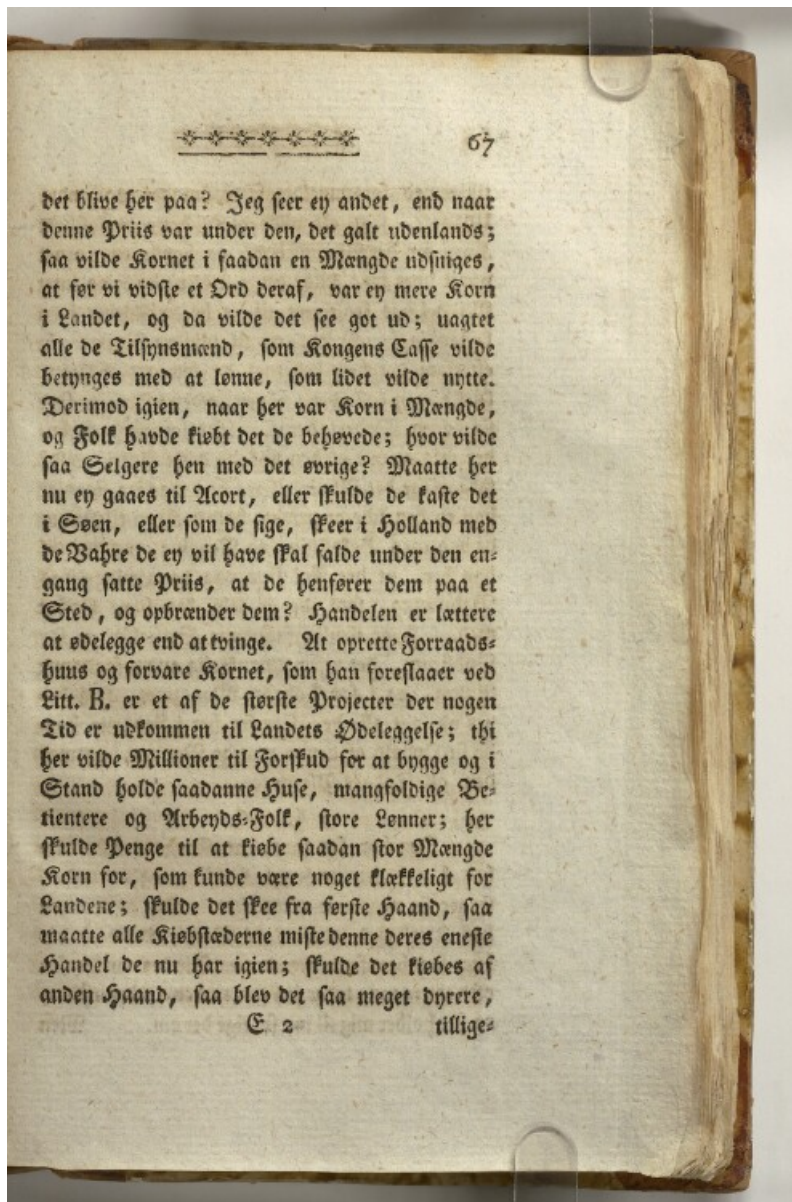 67
det blive her paa? Jeg seer ey andet, end naar
denne Priis var under den, det galt udenlands;
saa vilde Kornet i saadan en Mængde udsniges,
at før vi vidste et Ord deraf, var ey mere Korn
i Landet, og da vilde det see got ud; uagtet
alle de Tilsynsmænd, som Kongens Casse vilde
betynges med at lønne, som lidet vilde nytte.
Derimod igien, naar her var Korn i Mængde,
og Folk havde kiøbt det de behøvede; hvor vilde
saa Selgere hen med det øvrige? Maatte her
nu ey gaaes til Acort, eller skulde de kaste det
i Søen, eller som de sige, skeer i Holland med
de Vahre de ey vil have skal falde under den en⸗
gang satte Priis, at de henfører dem paa et
Sted, og opbrænder dem? Handelen er lættere
at ødelegge end at tvinge. At oprette Forraads⸗
huus og forvare Kornet, som han foreslaaer ved
Litt. B. er et af de største Projecter der nogen
Tid er udkommen til Landets Ødeleggelse; thi
her vilde Millioner til Forskud for at bygge og i
Stand holde saadanne Huse, mangfoldige Be⸗
tientere og Arbeyds⸗Folk, store Lønner; her
skulde Penge til at kiøbe saadan stor Mængde
Korn for, som kunde være noget klækkeligt for
Landene; skulde det skee fra første Haand, saa
maatte alle Kiøbstæderne miste denne deres eneste
Handel de nu har igien; skulde det kiøbes af
anden Haand, saa blev det saa meget dyrere,
E 2 tillige⸗